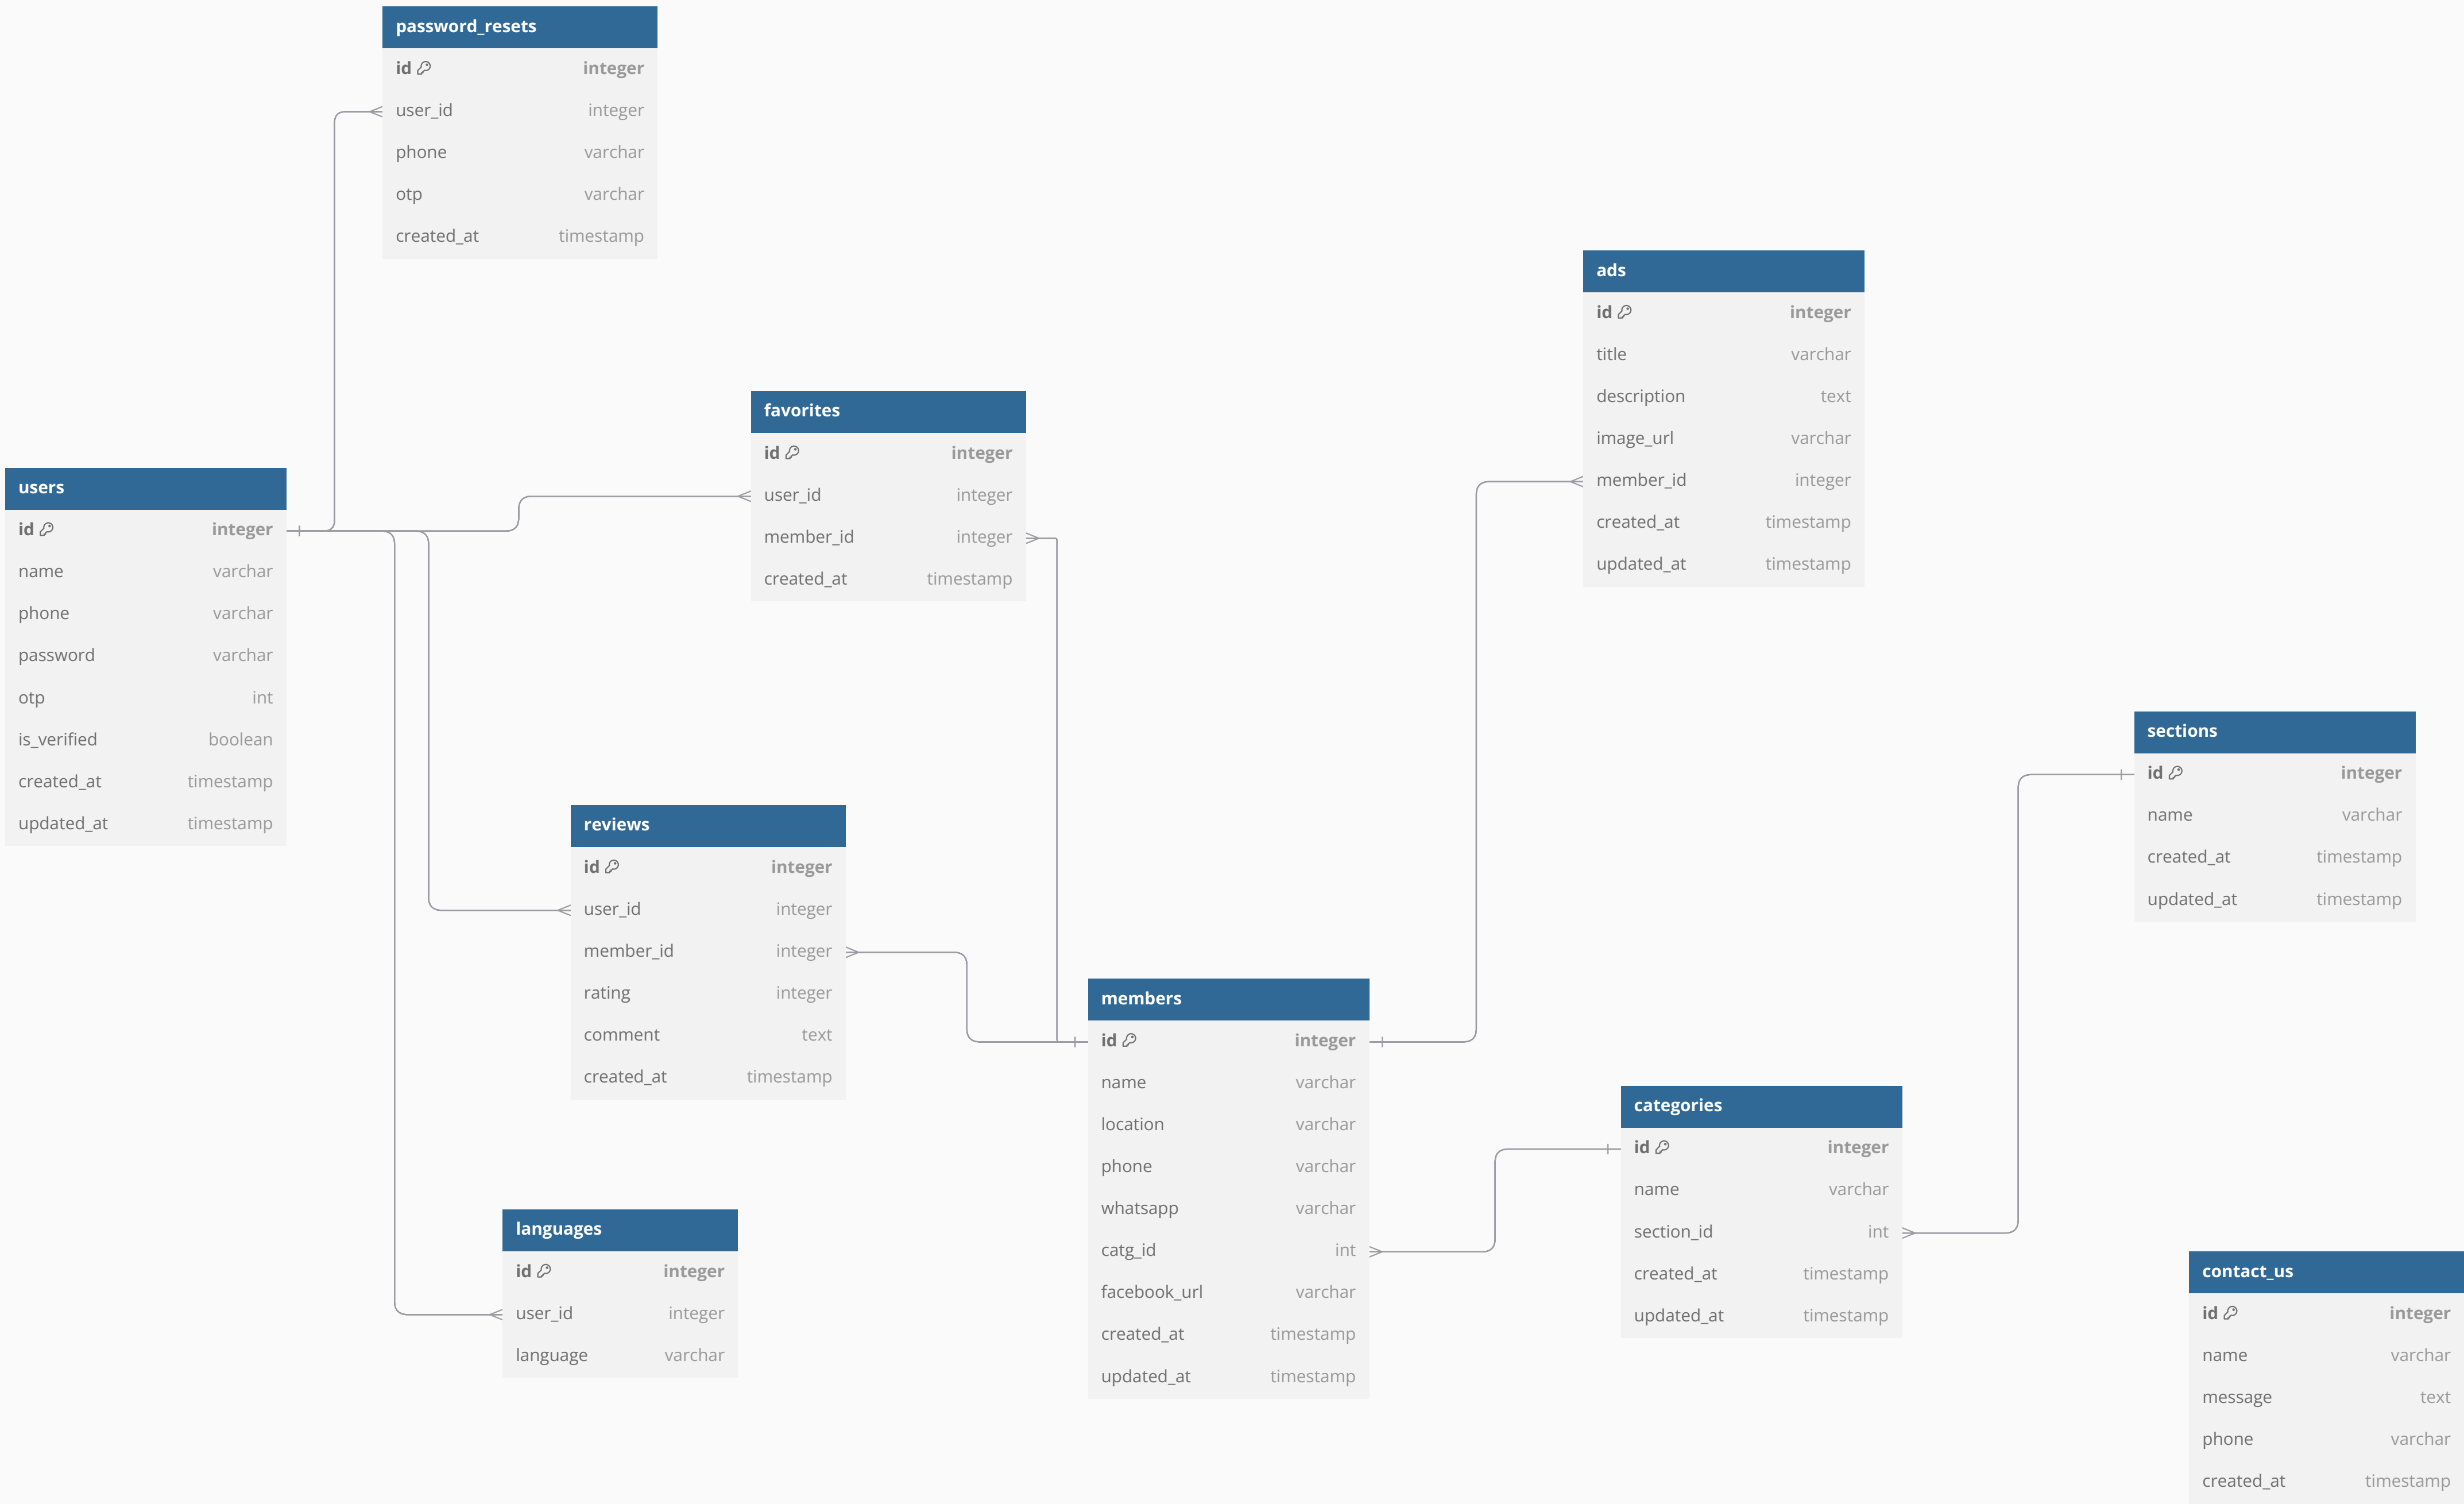 password_resets
id integer
user_id integer
phone varchar
otp varchar
created_at timestamp
ads
id integer
title varchar
description text
image_url varchar
member_id integer
created_at timestamp
updated_at timestamp
favorites
id integer
user_id integer
member_id integer
created_at timestamp
users
id integer
name varchar
phone varchar
password varchar
otp int
is_verified boolean
created_at timestamp
updated_at timestamp
sections
id integer
name varchar
created_at timestamp
updated_at timestamp
reviews
id integer
user_id integer
member_id integer
rating integer
comment text
created_at timestamp
members
id integer
name varchar
location varchar
phone varchar
whatsapp varchar
catg_id int
facebook_url varchar
created_at timestamp
updated_at timestamp
categories
id integer
name varchar
section_id int
created_at timestamp
updated_at timestamp
languages
id integer
user_id integer
language varchar
contact_us
id integer
name varchar
message text
phone varchar
created_at timestamp